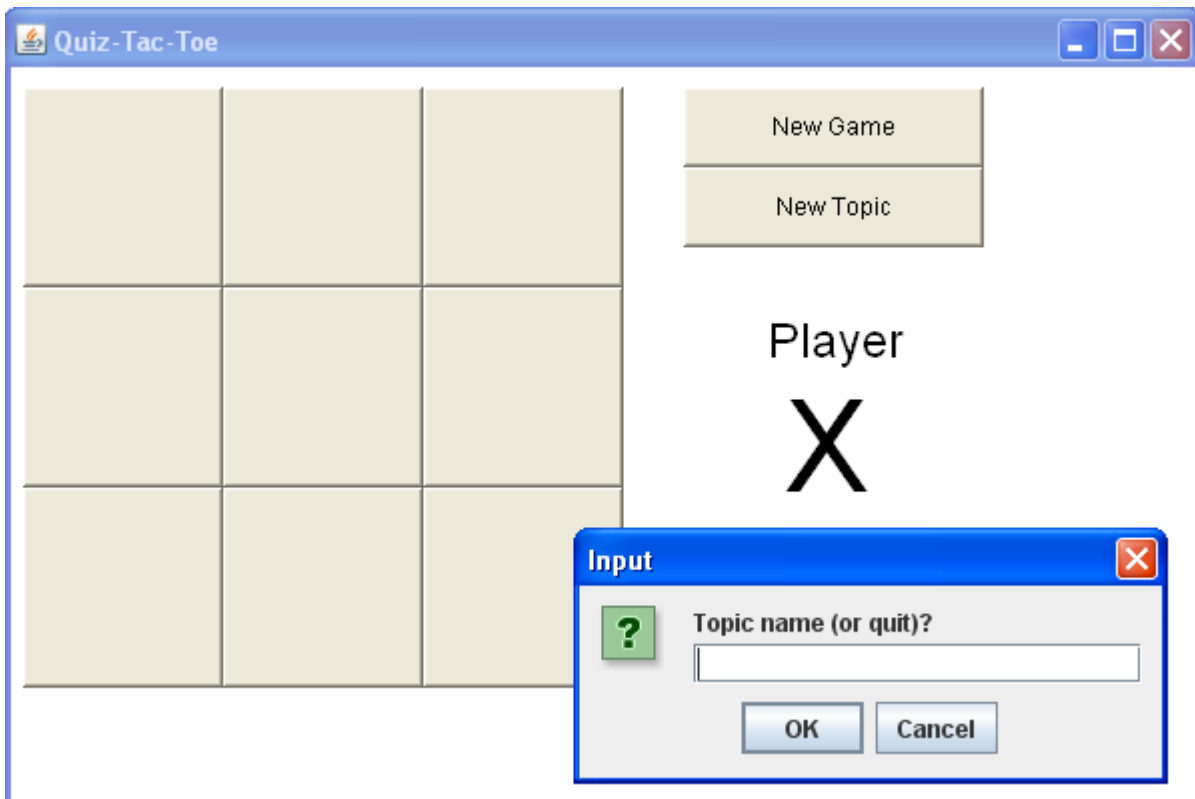 Quiz-Tac-Toe
New Game
New Topic
Player
X
Input
?
Topic name (or quit)?
OK
Cancel